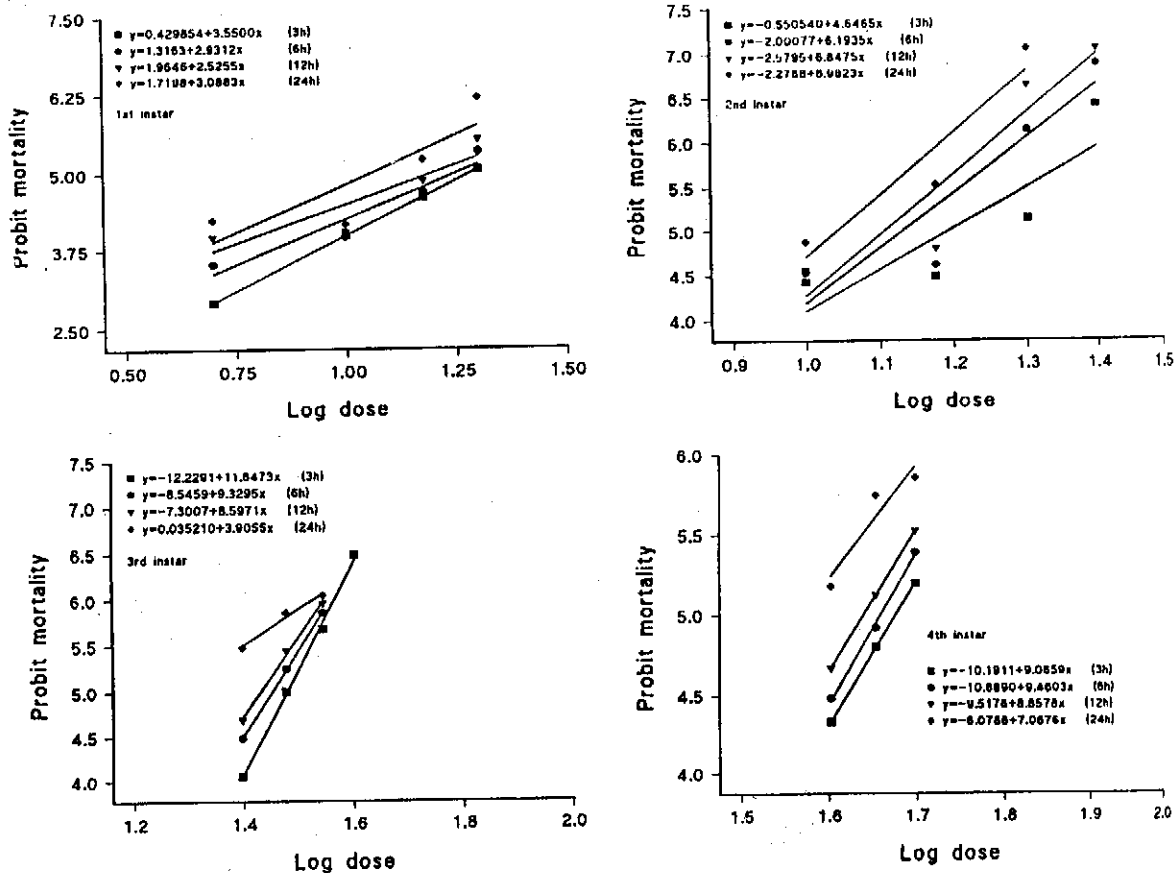 7.50
6.25
5.00
3.75
2.50
Probit mortality
y=0.429854+3.5500x (3h)
y=1.3163+2.9312x (6h)
y=1.9646+2.5255x (12h)
y=1.7198+3.0883x (24h)
1st instar
0.50 0.75 1.00 1.25 1.50
Log dose
7.5
7.0
6.5
6.0
5.5
5.0
4.5
4.0
Probit mortality
y=-0.550540+4.6465x (3h)
y=-2.00077+6.1935x (6h)
y=-2.5795+6.8475x (12h)
y=-2.2788+6.9823x (24h)
2nd instar
0.9 1.0 1.1 1.2 1.3 1.4 1.5
Log dose
7.5
7.0
6.5
6.0
5.5
5.0
4.5
4.0
Probit mortality
y=-12.2291+11.6473x (3h)
y=-8.5459+9.3295x (6h)
y=-7.3007+8.5971x (12h)
y=0.035210+3.9055x (24h)
3rd instar
1.2 1.4 1.6 1.8 2.0
Log dose
6.0
5.5
5.0
4.5
4.0
Probit mortality
4th instar
y=-10.1911+9.0659x (3h)
y=-10.6890+9.4603x (6h)
y=-9.5176+8.8578x (12h)
y=-6.0788+7.0676x (24h)
1.5 1.6 1.7 1.8 1.9 2.0
Log dose